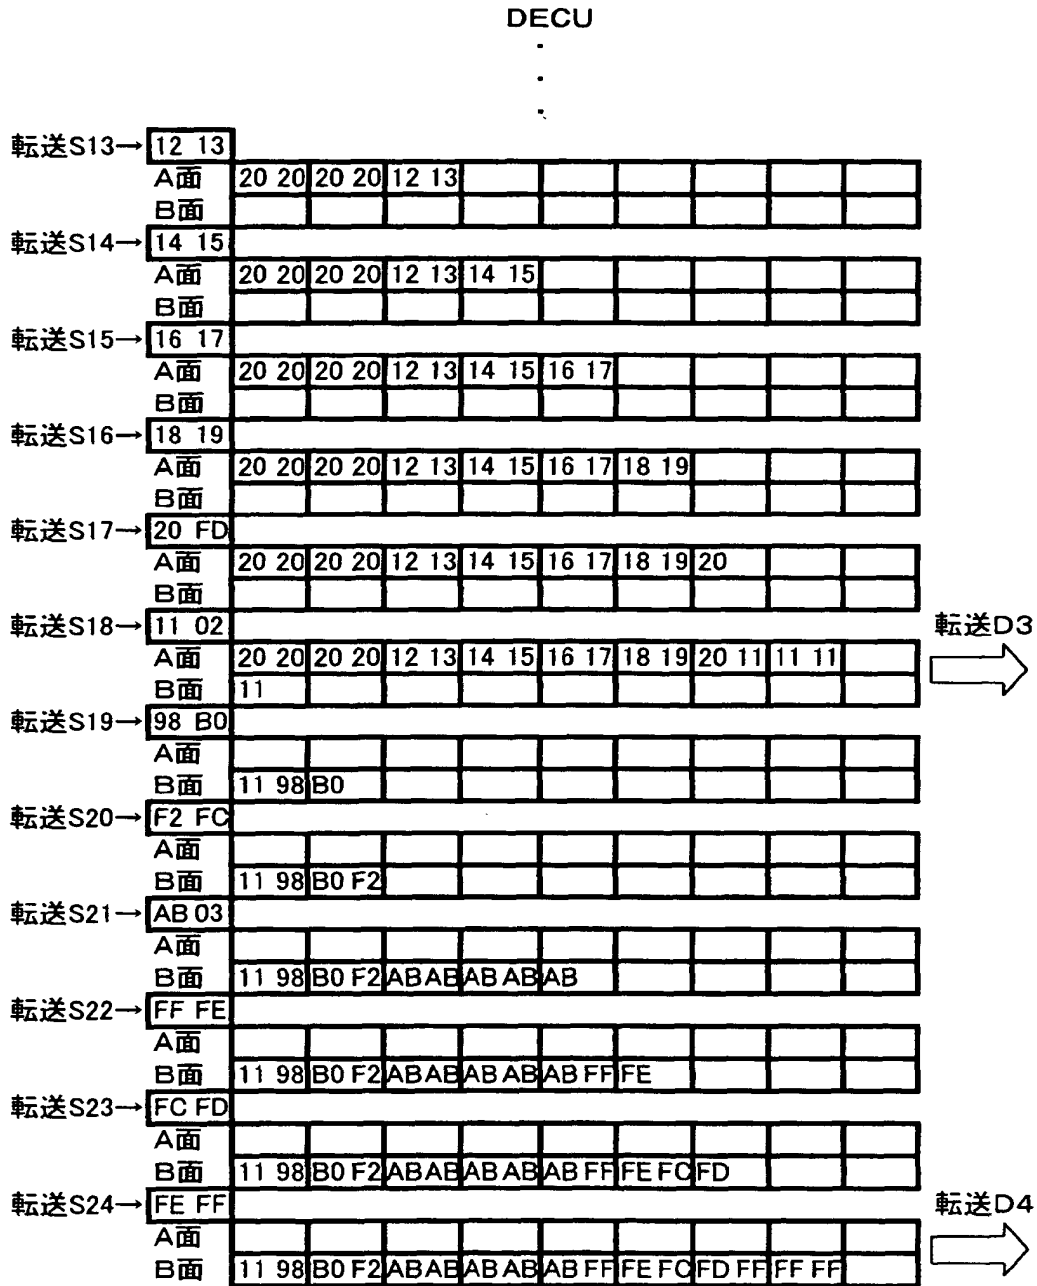 DECU
転送S13→ 12 13
A面 20 20 20 20 12 13
B面
転送S14→ 14 15
A面 20 20 20 20 12 13 14 15
B面
転送S15→ 16 17
A面 20 20 20 20 12 13 14 15 16 17
B面
転送S16→ 18 19
A面 20 20 20 20 12 13 14 15 16 17 18 19
B面
転送S17→ 20 FD
A面 20 20 20 20 12 13 14 15 16 17 18 19 20
B面
転送S18→ 11 02 転送D3
A面 20 20 20 20 12 13 14 15 16 17 18 19 20 11 11 11
B面 11
転送S19→ 98 B0
A面
B面 11 98 B0
転送S20→ F2 FC
A面
B面 11 98 B0 F2
転送S21→ AB 03
A面
B面 11 98 B0 F2 AB AB AB AB AB
転送S22→ FF FE
A面
B面 11 98 B0 F2 AB AB AB AB AB FF FE
転送S23→ FC FD
A面
B面 11 98 B0 F2 AB AB AB AB AB FF FE FC FD
転送S24→ FE FF 転送D4
A面
B面 11 98 B0 F2 AB AB AB AB AB FF FE FC FD FF FF FF